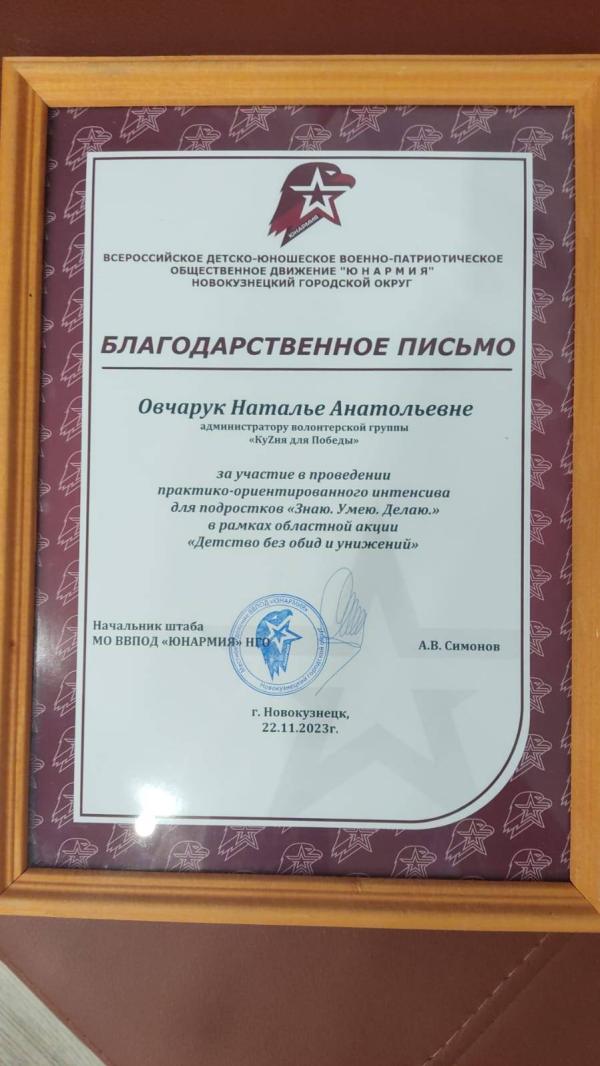 ЮНАРМИЯ
ВСЕРОССИЙСКОЕ ДЕТСКО-ЮНОШЕСКОЕ ВОЕННО-ПАТРИОТИЧЕСКОЕ
ОБЩЕСТВЕННОЕ ДВИЖЕНИЕ "Ю Н А Р М И Я"
НОВОКУЗНЕЦКИЙ ГОРОДСКОЙ ОКРУГ
БЛАГОДАРСТВЕННОЕ ПИСЬМО
Овчарук Наталье Анатольевне
администратору волонтерской группы
«КуZня для Победы»
за участие в проведении
практико-ориентированного интенсива
для подростков «Знаю. Умею. Делаю.»
в рамках областной акции
«Детство без обид и унижений»
Начальник штаба
МО ВВПОД «ЮНАРМИЯ» НГО
А.В. Симонов
г. Новокузнецк,
22.11.2023г.